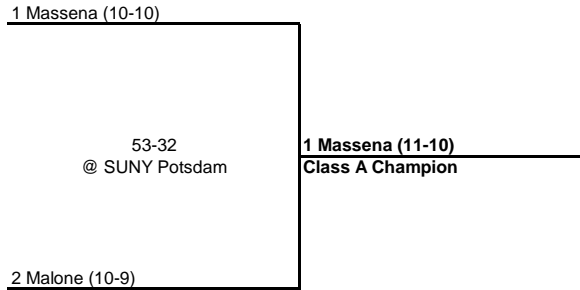 1 Massena (10-10)
53-32
@ SUNY Potsdam
1 Massena (11-10)
Class A Champion
2 Malone (10-9)